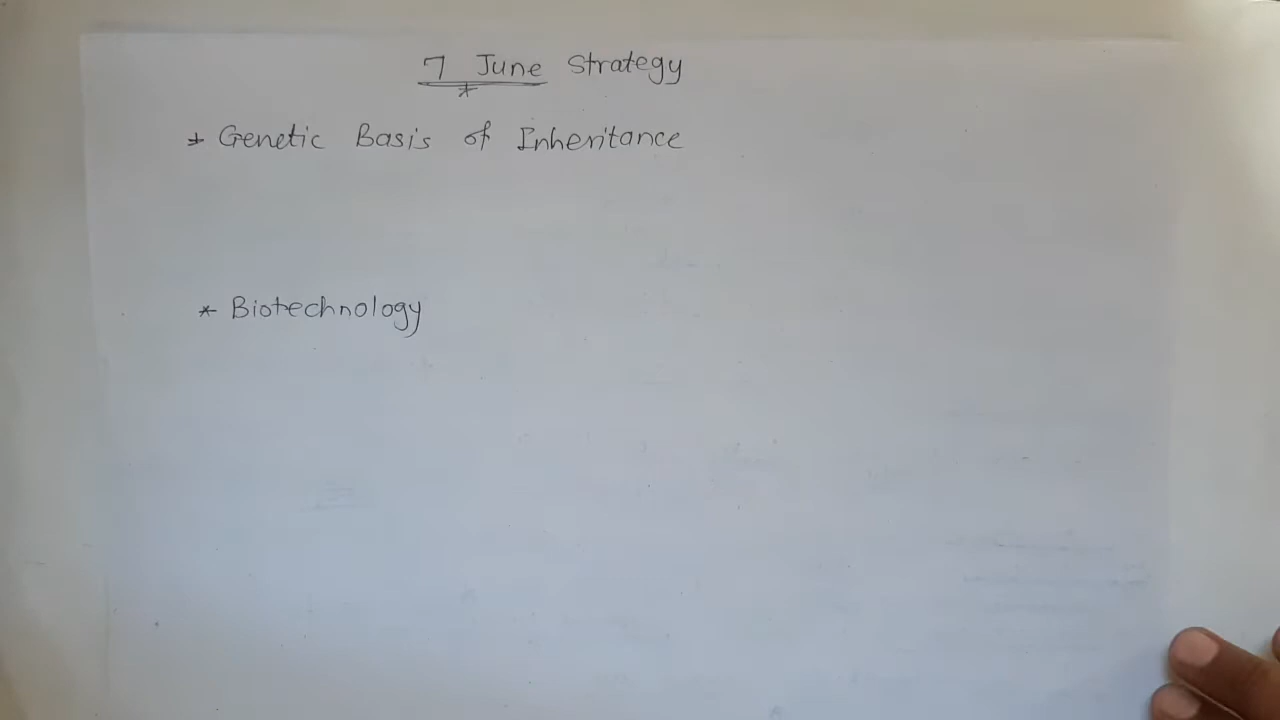 7 June Strategy
* Genetic Basis of Inheritance
* Biotechnology